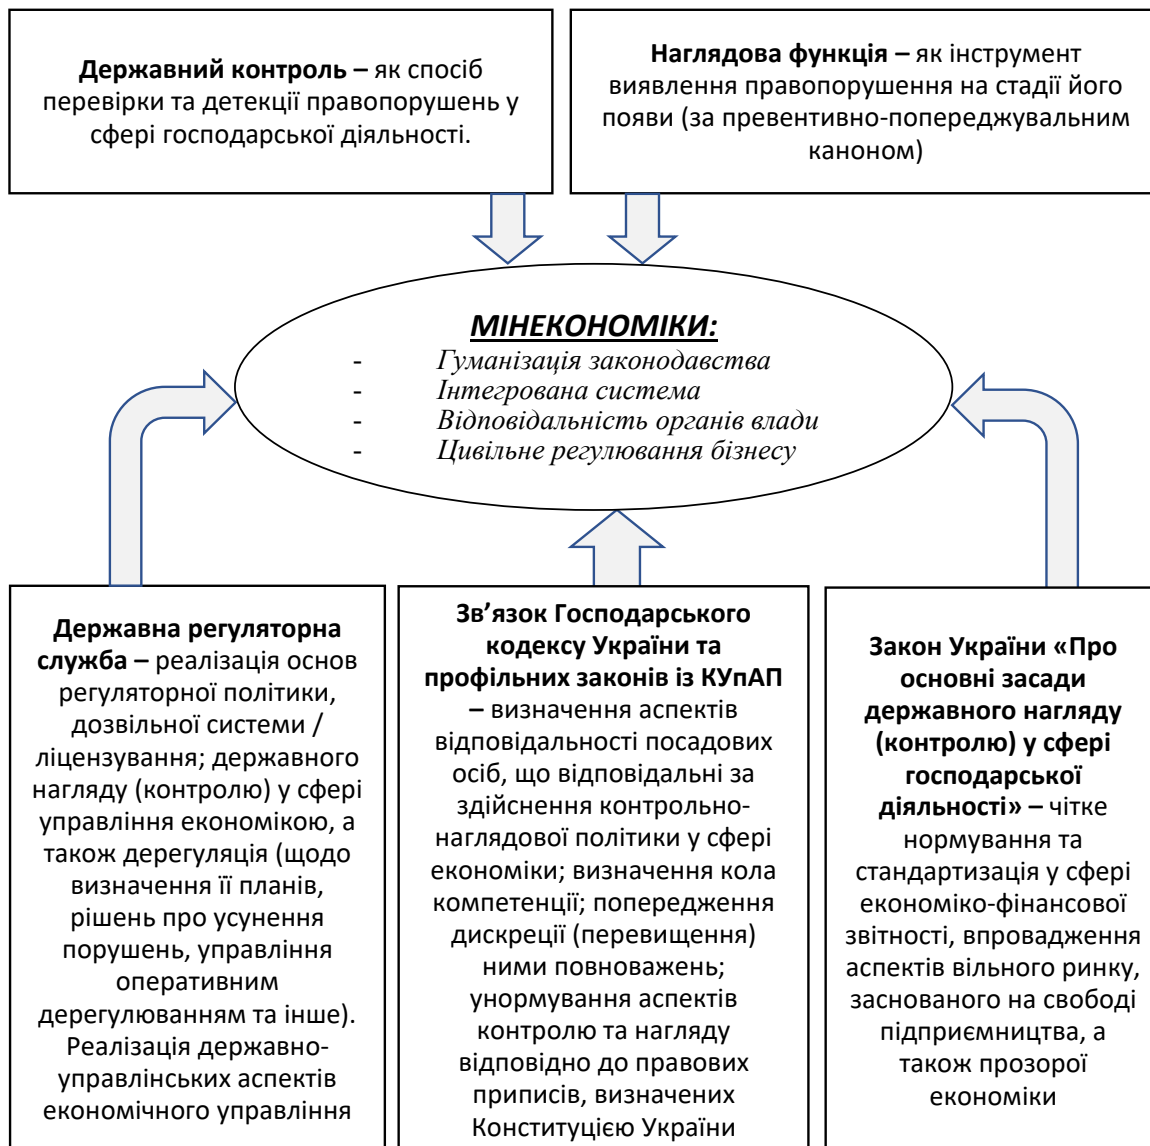 Державний контроль – як спосіб
перевірки та детекції правопорушень у
сфері господарської діяльності.
Наглядова функція – як інструмент
виявлення правопорушення на стадії його
появи (за превентивно-попереджувальним
каноном)
МІНЕКОНОМІКИ:
- Гуманізація законодавства
- Інтегрована система
- Відповідальність органів влади
- Цивільне регулювання бізнесу
Державна регуляторна
служба – реалізація основ
регуляторної політики,
дозвільної системи /
ліцензування; державного
нагляду (контролю) у сфері
управління економікою, а
також дерегуляція (щодо
визначення її планів,
рішень про усунення
порушень, управління
оперативним
дерегулюванням та інше).
Реалізація державно-
управлінських аспектів
економічного управління
Зв’язок Господарського
кодексу України та
профільних законів із КУпАП
– визначення аспектів
відповідальності посадових
осіб, що відповідальні за
здійснення контрольно-
наглядової політики у сфері
економіки; визначення кола
компетенції; попередження
дискреції (перевищення)
ними повноважень;
унормування аспектів
контролю та нагляду
відповідно до правових
приписів, визначених
Конституцією України
Закон України «Про
основні засади
державного нагляду
(контролю) у сфері
господарської
діяльності» – чітке
нормування та
стандартизація у сфері
економіко-фінансової
звітності, впровадження
аспектів вільного ринку,
заснованого на свободі
підприємництва, а
також прозорої
економіки